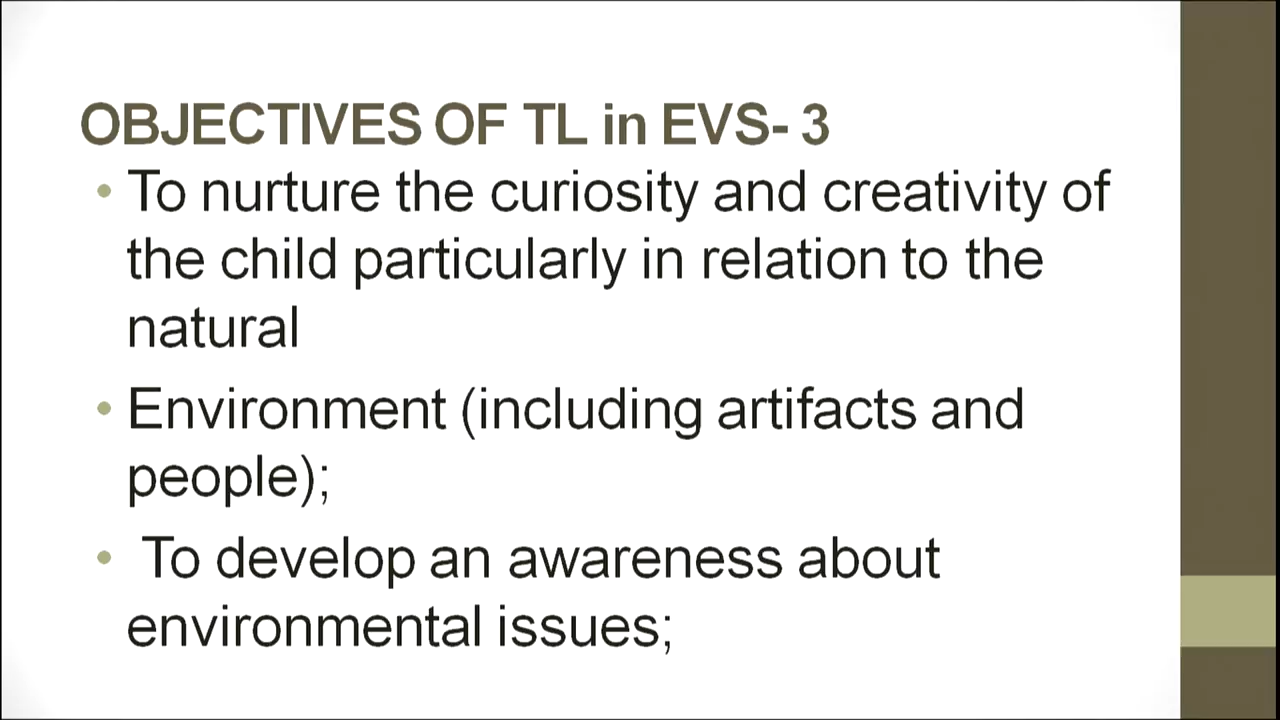 OBJECTIVES OF TL in EVS- 3
• To nurture the curiosity and creativity of
the child particularly in relation to the
natural
• Environment (including artifacts and
people);
• To develop an awareness about
environmental issues;